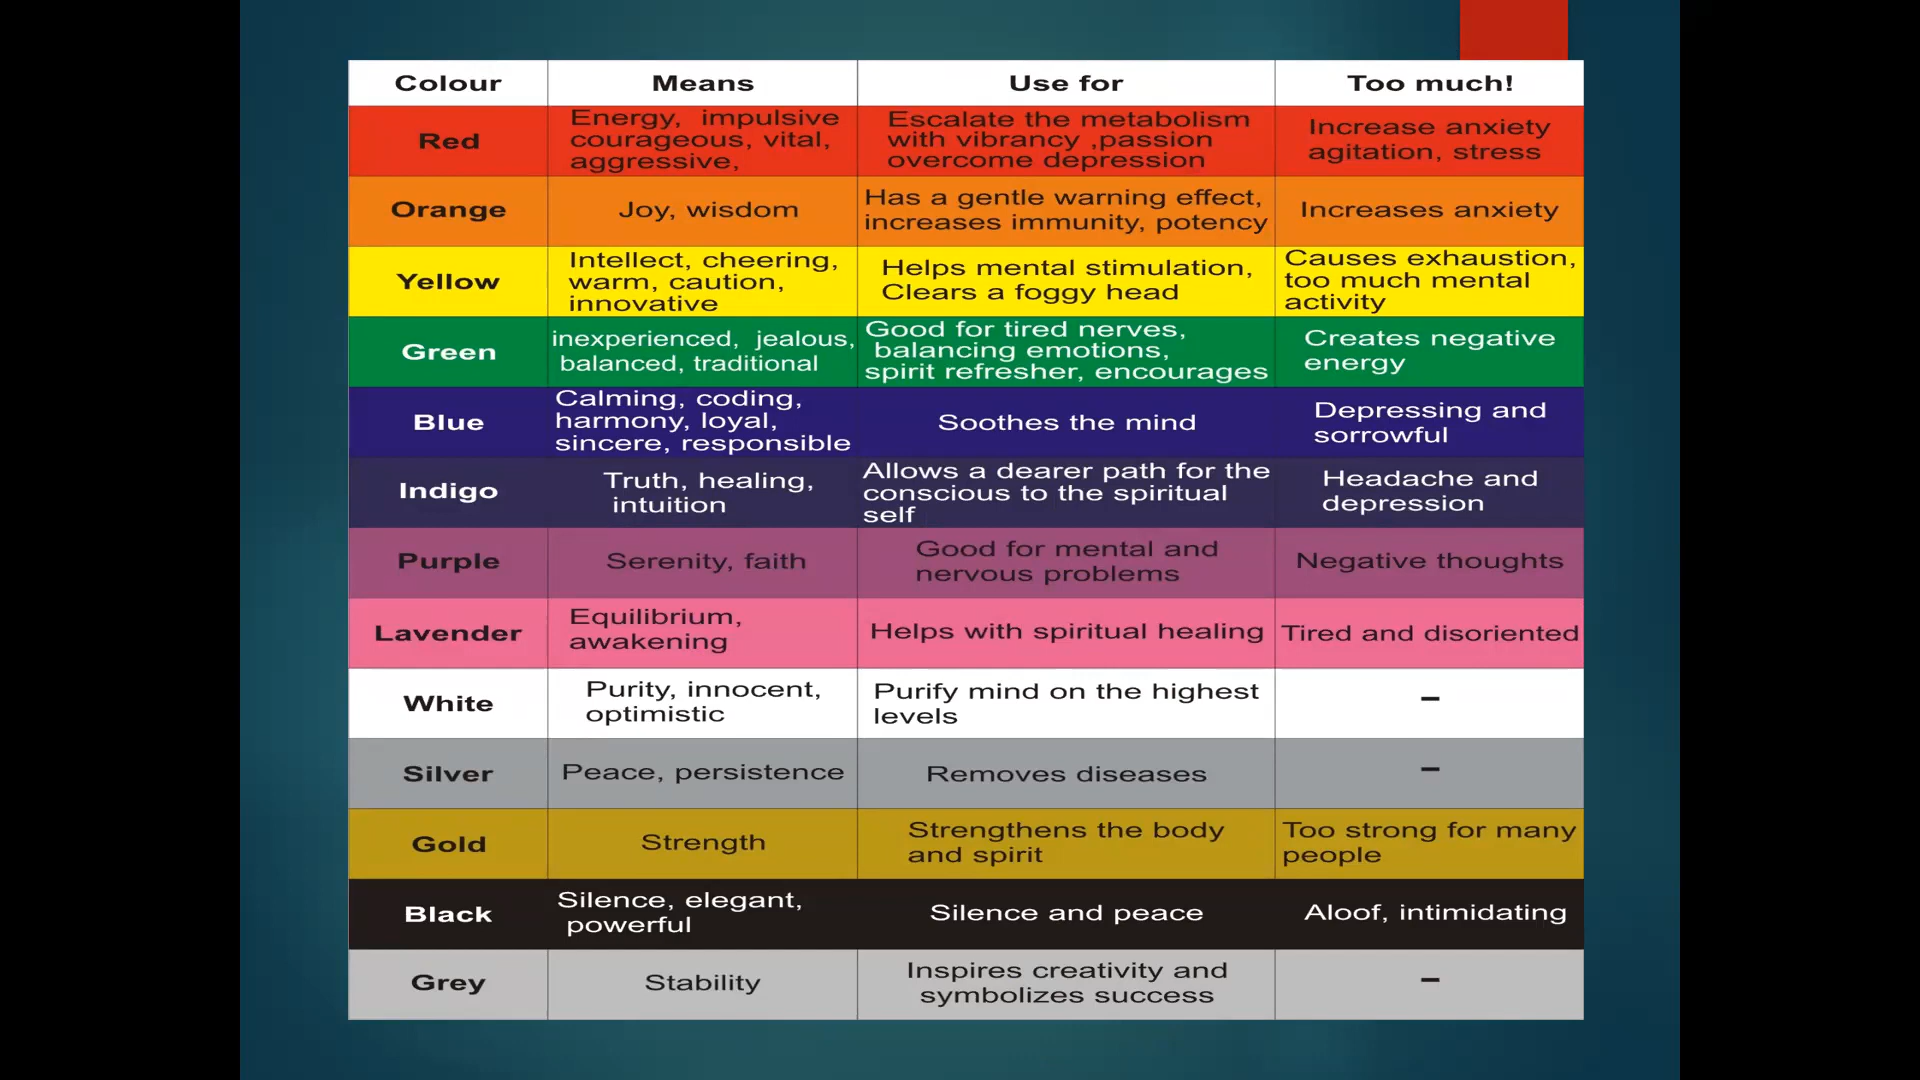 Colour Means Use for Too much!
Red
Energy, impulsive
courageous, vital,
aggressive,
Escalate the metabolism
with vibrancy ,passion
overcome depression
Increase anxiety
agitation, stress
Orange
Joy, wisdom
Has a gentle warning effect,
increases immunity, potency
Increases anxiety
Yellow
Intellect, cheering,
warm, caution,
innovative
Helps mental stimulation,
Clears a foggy head
Causes exhaustion,
too much mental
activity
Green
inexperienced, jealous,
balanced, traditional
Good for tired nerves,
balancing emotions,
spirit refresher, encourages
Creates negative
energy
Blue
Calming, coding,
harmony, loyal,
sincere, responsible
Soothes the mind
Depressing and
sorrowful
Indigo
Truth, healing,
intuition
Allows a dearer path for the
conscious to the spiritual
self
Headache and
depression
Purple
Serenity, faith
Good for mental and
nervous problems
Negative thoughts
Lavender
Equilibrium,
awakening
Helps with spiritual healing
Tired and disoriented
White
Purity, innocent,
optimistic
Purify mind on the highest
levels
–
Silver
Peace, persistence
Removes diseases
–
Gold
Strength
Strengthens the body
and spirit
Too strong for many
people
Black
Silence, elegant,
powerful
Silence and peace
Aloof, intimidating
Grey
Stability
Inspires creativity and
symbolizes success
–